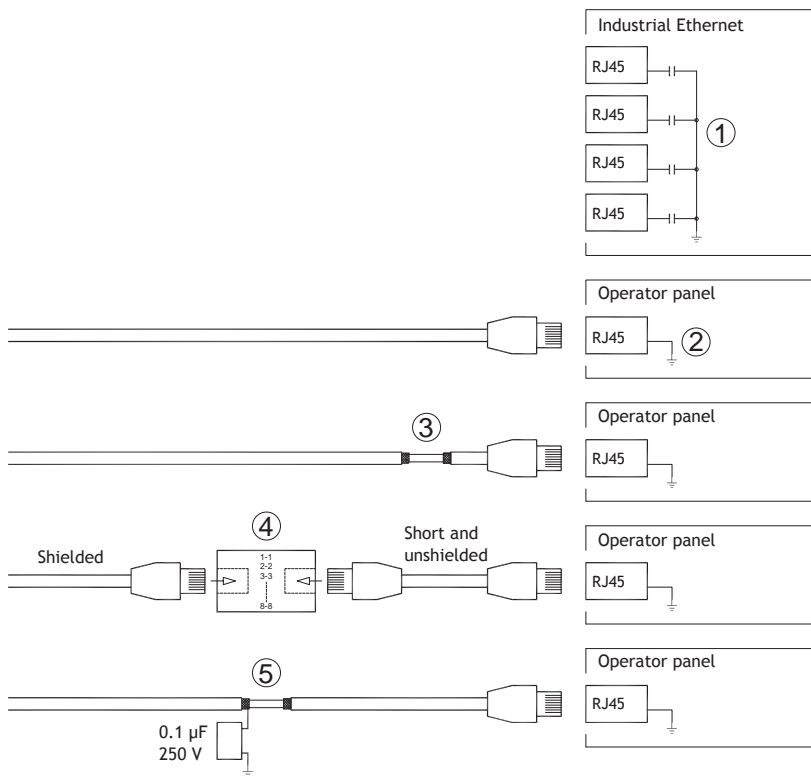 Industrial Ethernet
RJ45
RJ45
①
RJ45
RJ45
Operator panel
RJ45
②
Operator panel
③
RJ45
Operator panel
④
Short and
unshielded
Shielded
1-1
2-2
3-3
8-8
RJ45
Operator panel
⑤
RJ45
0.1 µF
250 V